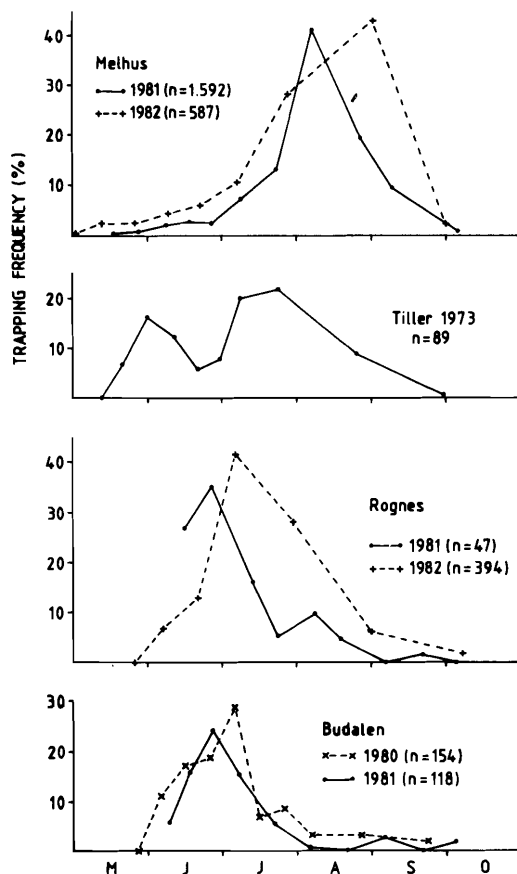 TRAPPING FREQUENCY (%)
40
30
20
10
Melhus
1981 (n=1.592)
1982 (n=587)
20
10
Tiller 1973
n=89
40
30
20
10
Rognes
1981 (n=47)
1982 (n=394)
30
20
10
Budalen
1980 (n=154)
1981 (n=118)
M J J A S O